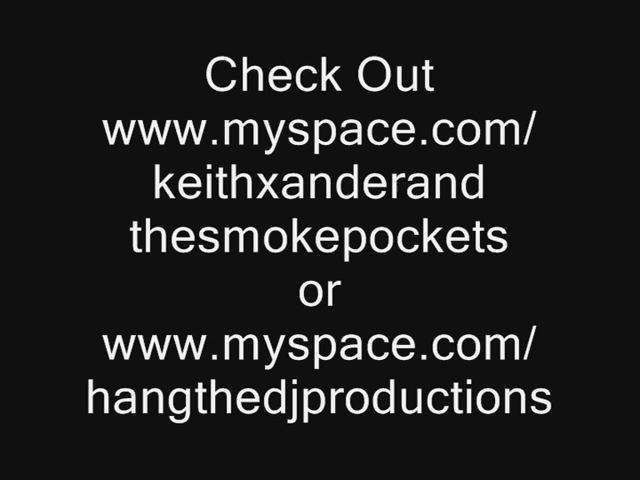 Check Out
www.myspace.com/
keithxanderand
thesmokepockets
or
www.myspace.com/
hangthedjproductions